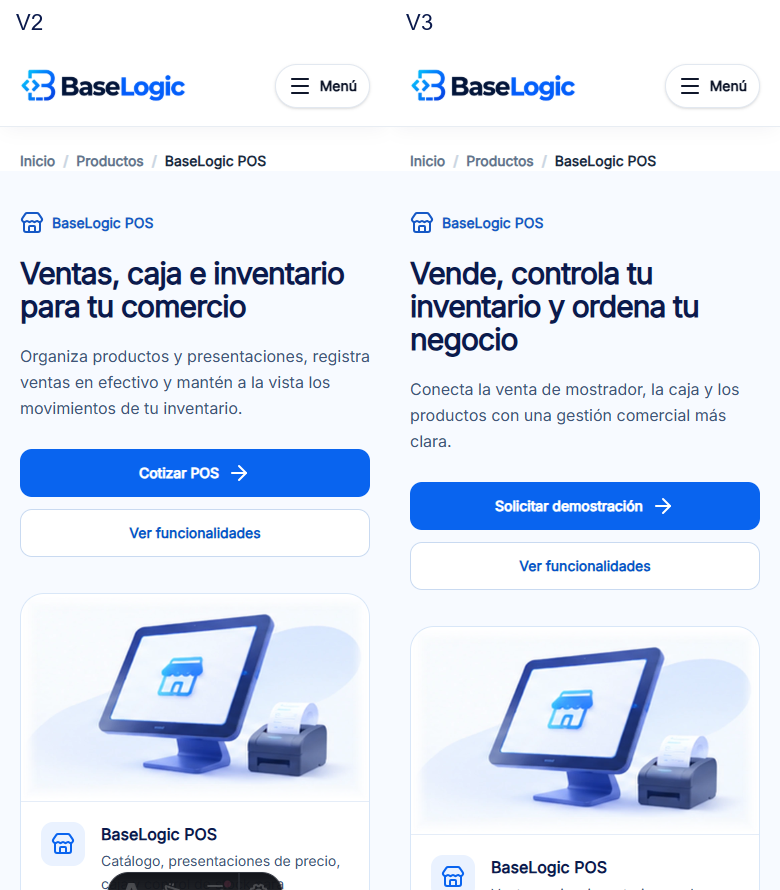 V2
BaseLogic
Menú
Inicio / Productos / BaseLogic POS
BaseLogic POS
Ventas, caja e inventario
para tu comercio
Organiza productos y presentaciones, registra
ventas en efectivo y mantén a la vista los
movimientos de tu inventario.
Cotizar POS
Ver funcionalidades
BaseLogic POS
Catálogo, presentaciones de precio,
V3
BaseLogic
Menú
Inicio / Productos / BaseLogic POS
BaseLogic POS
Vende, controla tu
inventario y ordena tu
negocio
Conecta la venta de mostrador, la caja y los
productos con una gestión comercial más
clara.
Solicitar demostración
Ver funcionalidades
BaseLogic POS